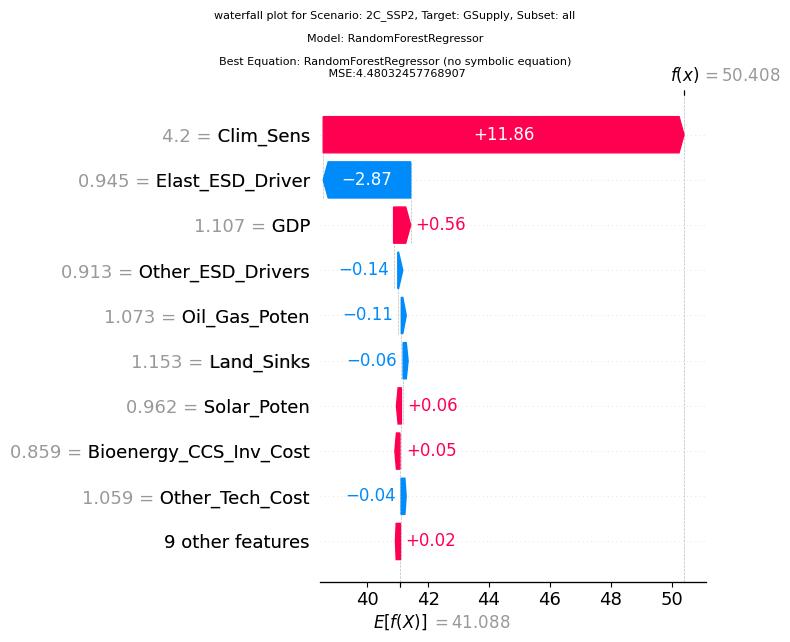 waterfall plot for Scenario: 2C_SSP2, Target: GSupply, Subset: all
Model: RandomForestRegressor
Best Equation: RandomForestRegressor (no symbolic equation)
MSE:4.48032457768907
f(x) = 50.408
4.2 = Clim_Sens +11.86
0.945 = Elast_ESD_Driver −2.87
1.107 = GDP +0.56
0.913 = Other_ESD_Drivers −0.14
1.073 = Oil_Gas_Poten −0.11
1.153 = Land_Sinks −0.06
0.962 = Solar_Poten +0.06
0.859 = Bioenergy_CCS_Inv_Cost +0.05
1.059 = Other_Tech_Cost −0.04
9 other features +0.02
40 42 44 46 48 50
E[f(X)] = 41.088